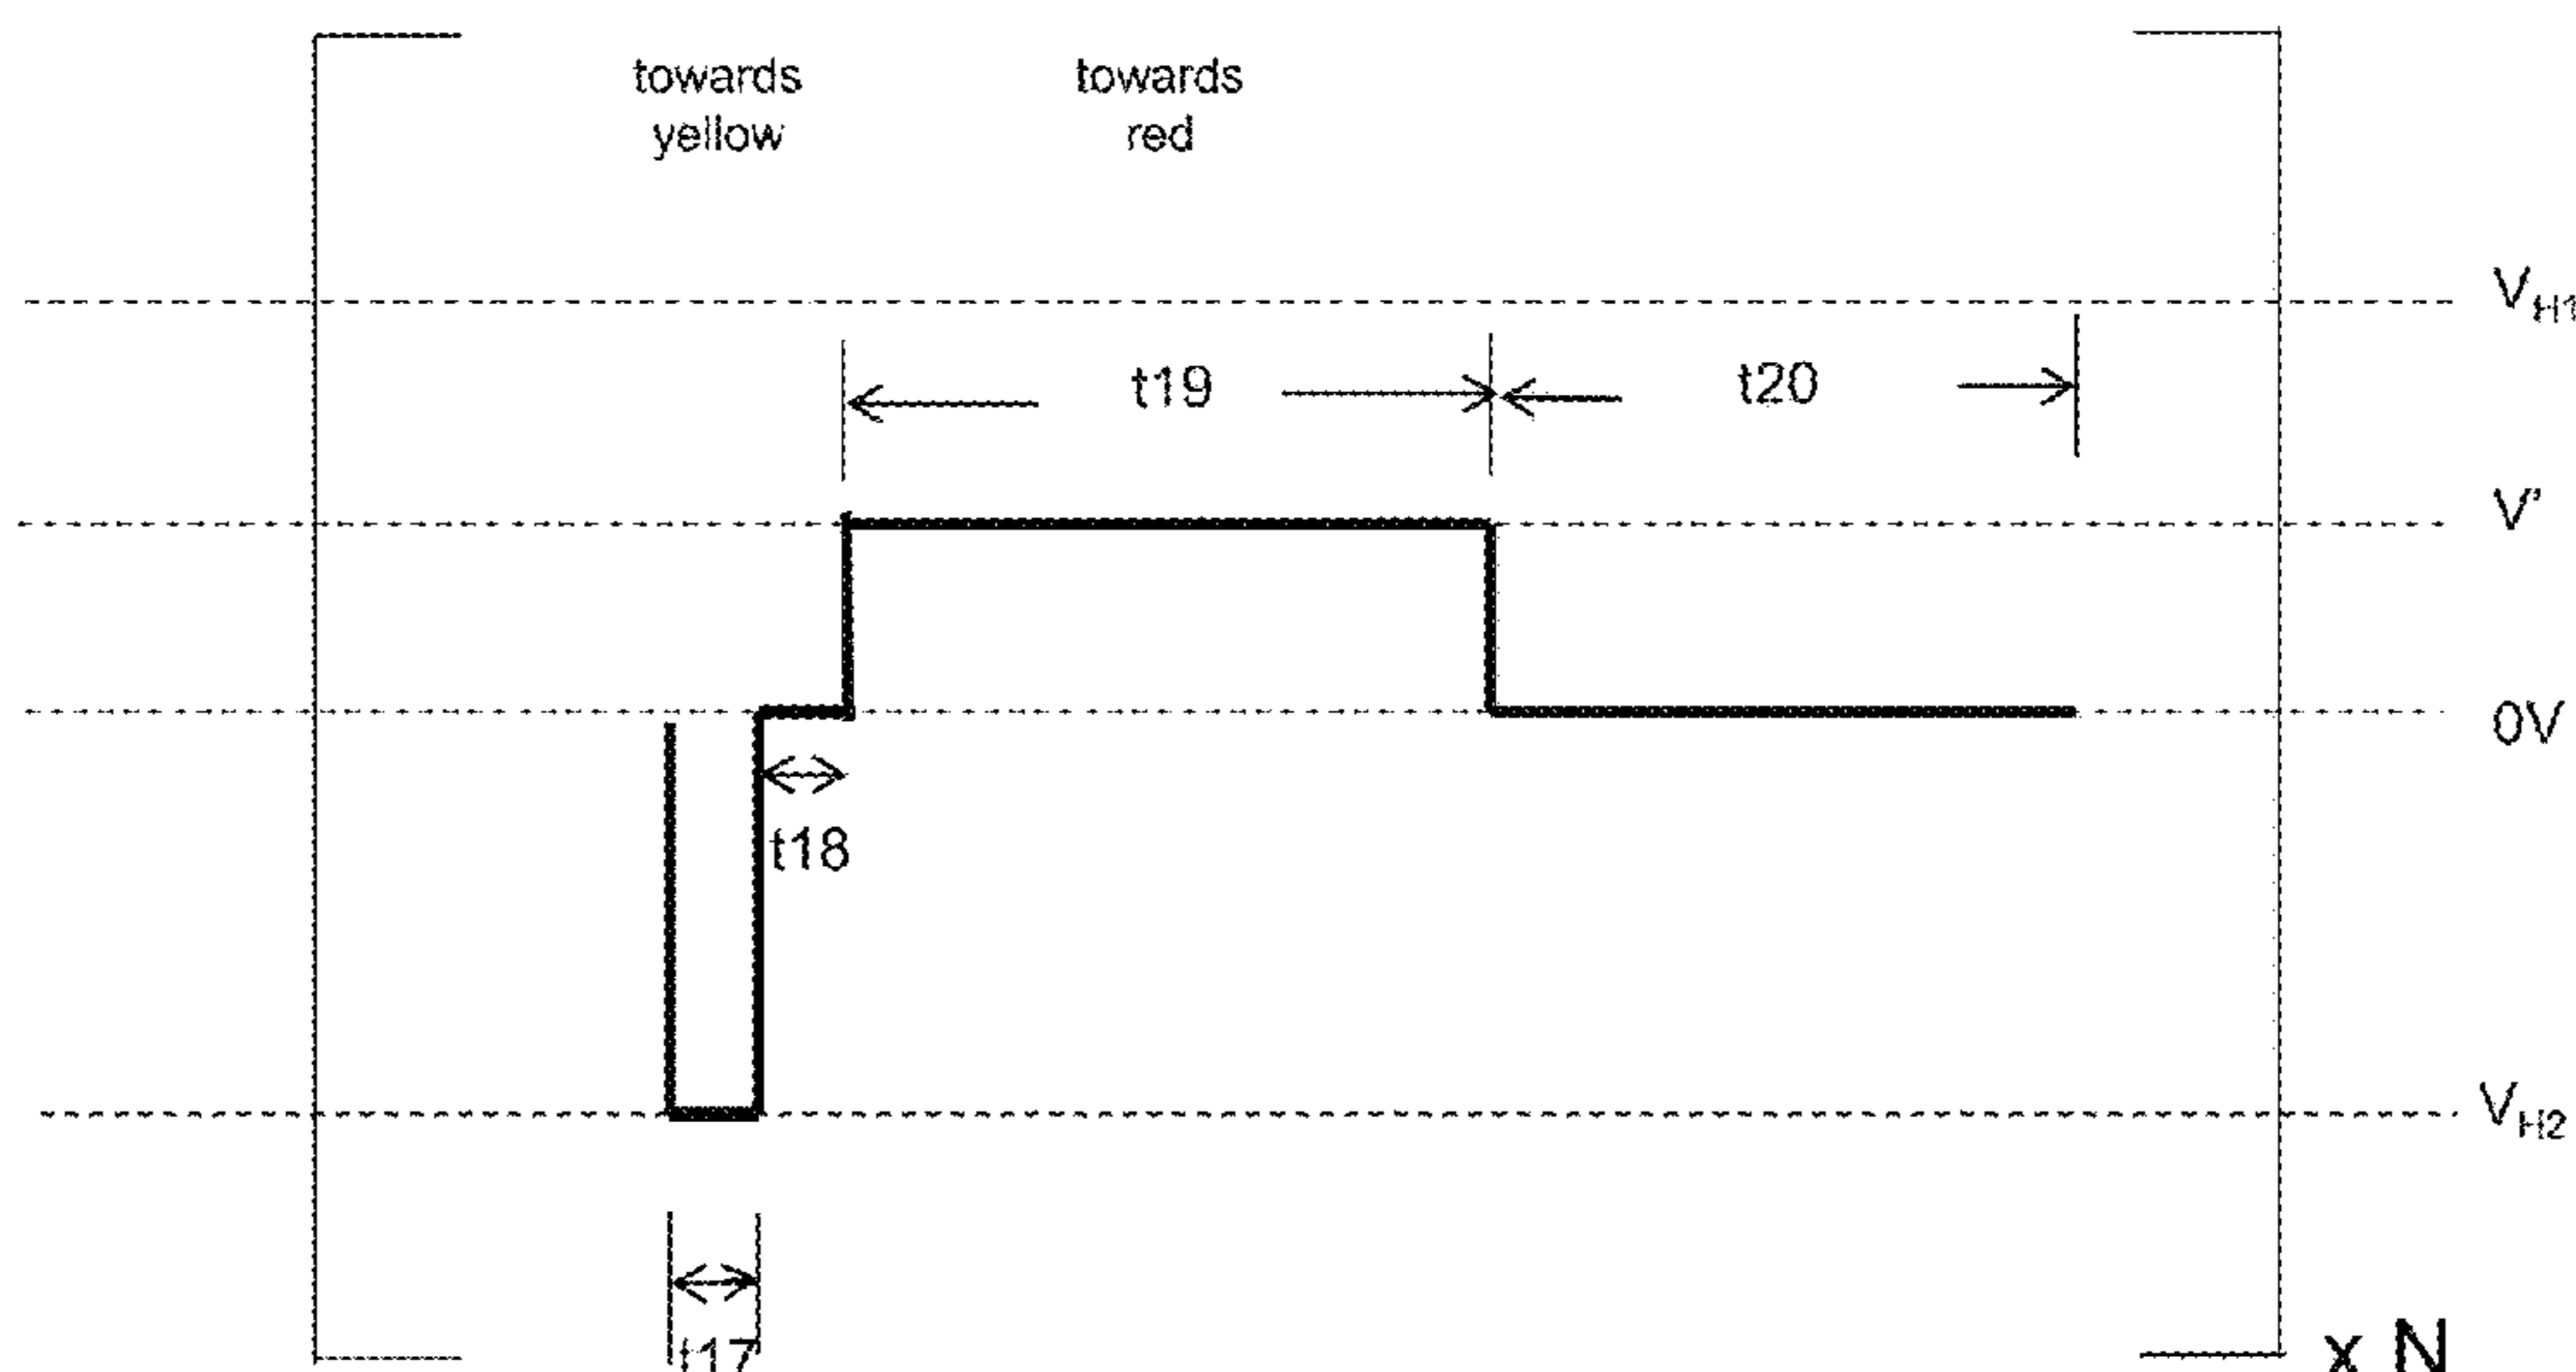 towards
yellow
towards
red
V_H1
t19
t20
V'
0V
t18
V_H2
t17
x N